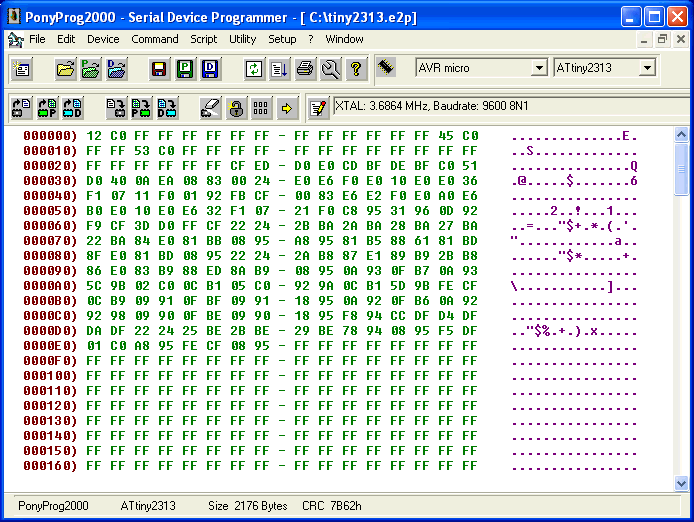 PonyProg2000 - Serial Device Programmer - [ C:\tiny2313.e2p]
File Edit Device Command Script Utility Setup ? Window
AVR micro ATtiny2313
XTAL: 3.6864 MHz, Baudrate: 9600 8N1
000000) 12 C0 FF FF FF FF FF FF - FF FF FF FF FF FF 45 C0 ..............E.
000010) FF FF 53 C0 FF FF FF FF - FF FF FF FF FF FF FF FF ..S.............
000020) FF FF FF FF FF FF CF ED - D0 E0 CD BF DE BF C0 51 ...............Q
000030) D0 40 0A EA 08 83 00 24 - E0 E6 F0 E0 10 E0 E0 36 .@.....$.......6
000040) F1 07 11 F0 01 92 FB CF - 00 83 E6 E2 F0 E0 A0 E6 ................
000050) B0 E0 10 E0 E6 32 F1 07 - 21 F0 C8 95 31 96 0D 92 .....2..!...1...
000060) F9 CF 3D D0 FF CF 22 24 - 2B BA 2A BA 28 BA 27 BA ..=..."$+.*.(.'.
000070) 22 BA 84 E0 81 BB 08 95 - A8 95 81 B5 88 61 81 BD "............a..
000080) 8F E0 81 BD 08 95 22 24 - 2A B8 87 E1 89 B9 2B B8 ......"$*.....+.
000090) 86 E0 83 B9 88 ED 8A B9 - 08 95 0A 93 0F B7 0A 93 ................
0000A0) 5C 9B 02 C0 0C B1 05 C0 - 92 9A 0C B1 5D 9B FE CF \...........]...
0000B0) 0C B9 09 91 0F BF 09 91 - 18 95 0A 92 0F B6 0A 92 ................
0000C0) 92 98 09 90 0F BE 09 90 - 18 95 F8 94 CC DF D4 DF ................
0000D0) DA DF 22 24 25 BE 2B BE - 29 BE 78 94 08 95 F5 DF .."$%.+.).x.....
0000E0) 01 C0 A8 95 FE CF 08 95 - FF FF FF FF FF FF FF FF ................
0000F0) FF FF FF FF FF FF FF FF - FF FF FF FF FF FF FF FF ................
000100) FF FF FF FF FF FF FF FF - FF FF FF FF FF FF FF FF ................
000110) FF FF FF FF FF FF FF FF - FF FF FF FF FF FF FF FF ................
000120) FF FF FF FF FF FF FF FF - FF FF FF FF FF FF FF FF ................
000130) FF FF FF FF FF FF FF FF - FF FF FF FF FF FF FF FF ................
000140) FF FF FF FF FF FF FF FF - FF FF FF FF FF FF FF FF ................
000150) FF FF FF FF FF FF FF FF - FF FF FF FF FF FF FF FF ................
000160) FF FF FF FF FF FF FF FF - FF FF FF FF FF FF FF FF ................
PonyProg2000 ATtiny2313 Size 2176 Bytes CRC 7B62h